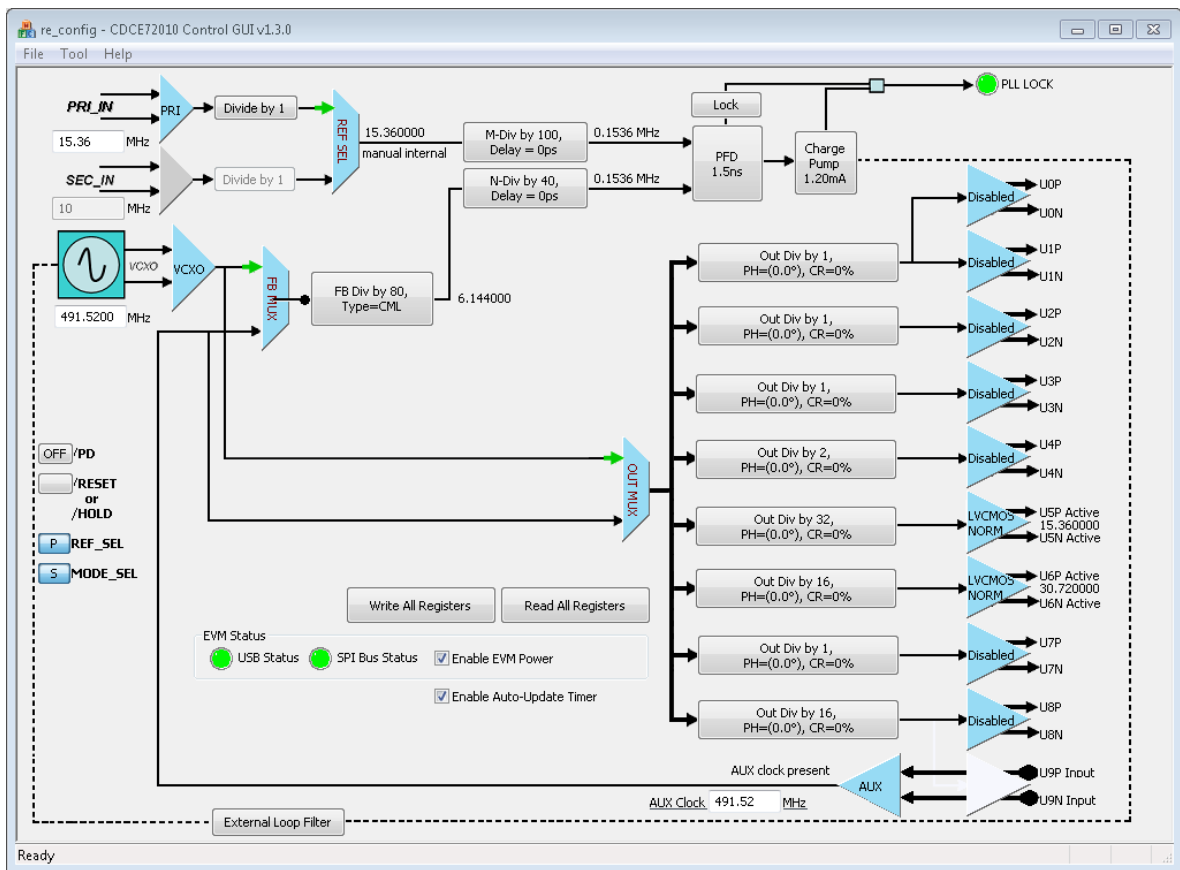 re_config - CDCE72010 Control GUI v1.3.0
File Tool Help
PRI_IN
15.36 MHz
PRI
Divide by 1
REF SEL
15.360000
manual internal
M-Div by 100,
Delay = 0ps
0.1536 MHz
Lock
PFD
1.5ns
Charge
Pump
1.20mA
PLL LOCK
SEC_IN
10 MHz
Divide by 1
N-Div by 40,
Delay = 0ps
0.1536 MHz
VCXO
VCXO
491.5200 MHz
FB MUX
FB Div by 80,
Type=CML
6.144000
Out Div by 1,
PH=(0.0°), CR=0%
Disabled
U0P
U0N
Disabled
U1P
U1N
Out Div by 1,
PH=(0.0°), CR=0%
Disabled
U2P
U2N
Out Div by 1,
PH=(0.0°), CR=0%
Disabled
U3P
U3N
Out Div by 2,
PH=(0.0°), CR=0%
Disabled
U4P
U4N
OUT MUX
Out Div by 32,
PH=(0.0°), CR=0%
LVCMOS
NORM
U5P Active
15.360000
U5N Active
Out Div by 16,
PH=(0.0°), CR=0%
LVCMOS
NORM
U6P Active
30.720000
U6N Active
Out Div by 1,
PH=(0.0°), CR=0%
Disabled
U7P
U7N
Out Div by 16,
PH=(0.0°), CR=0%
Disabled
U8P
U8N
OFF /PD
/RESET
or
/HOLD
P REF_SEL
S MODE_SEL
Write All Registers
Read All Registers
EVM Status
USB Status
SPI Bus Status
Enable EVM Power
Enable Auto-Update Timer
AUX clock present
AUX
U9P Input
U9N Input
AUX Clock 491.52 MHz
External Loop Filter
Ready